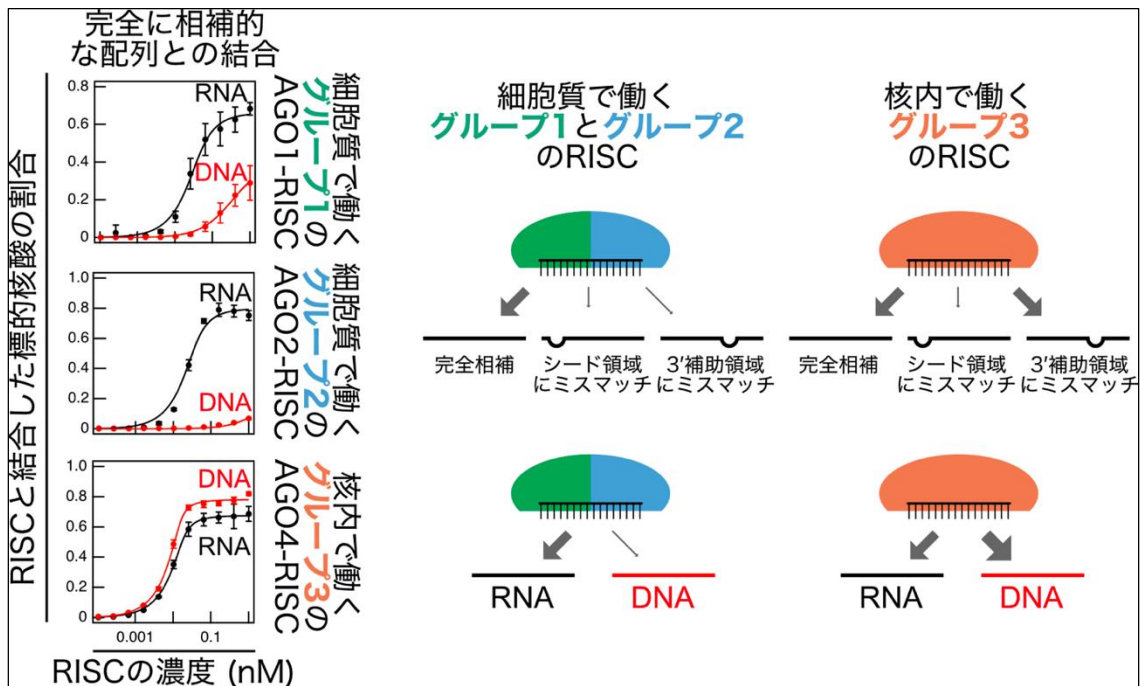 完全に相補的
な配列との結合
RISCと結合した標的核酸の割合
0.8
0.6
0.4
0.2
0
RNA
DNA
細胞質で働く
グループ1の
AGO1-RISC
1.0
0.8
0.6
0.4
0.2
0
RNA
DNA
細胞質で働く
グループ2の
AGO2-RISC
1.0
0.8
0.6
0.4
0.2
0
DNA
RNA
核内で働く
グループ3の
AGO4-RISC
0.001 0.1
RISCの濃度 (nM)
細胞質で働く
グループ1とグループ2
のRISC
完全相補
シード領域
にミスマッチ
3′補助領域
にミスマッチ
RNA
DNA
核内で働く
グループ3
のRISC
完全相補
シード領域
にミスマッチ
3′補助領域
にミスマッチ
RNA
DNA